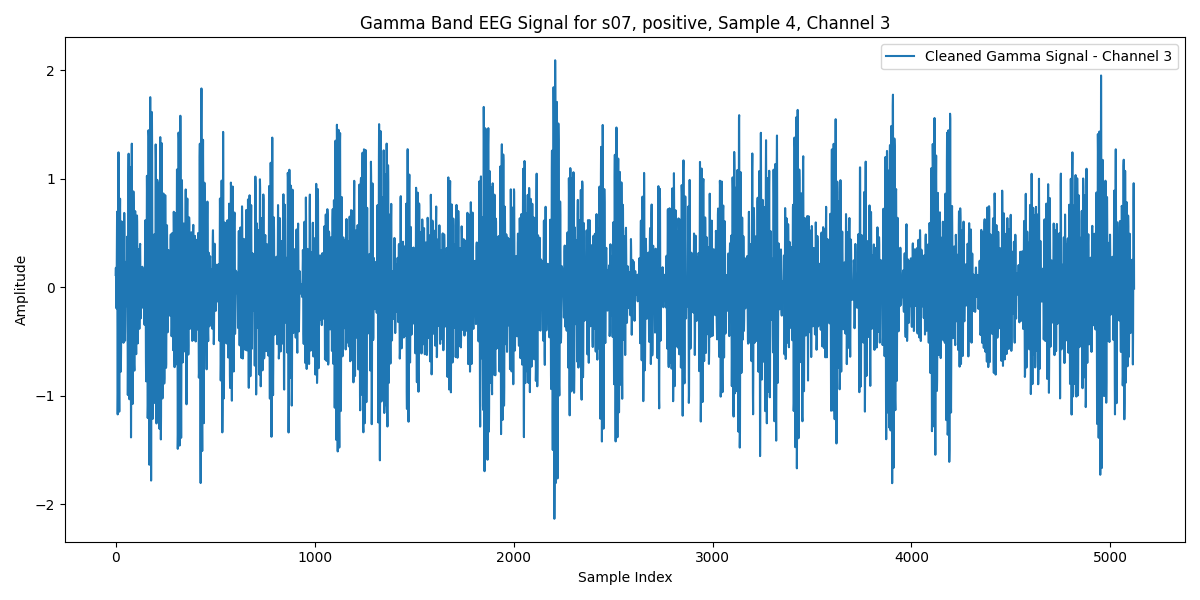 Gamma Band EEG Signal for s07, positive, Sample 4, Channel 3
Cleaned Gamma Signal - Channel 3
Amplitude
2
1
0
−1
−2
0 1000 2000 3000 4000 5000
Sample Index